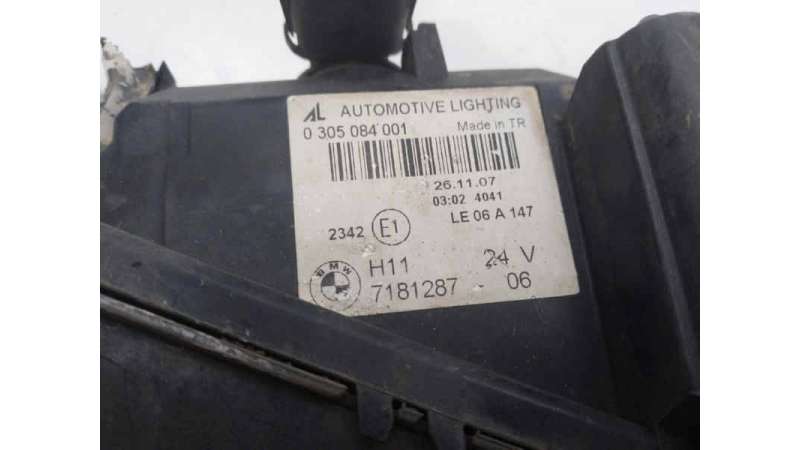 AL AUTOMOTIVE LIGHTING
0 305 084 001 Made in TR
26.11.07
03:02 4041
LE 06 A 147
2342 E1
BMW H11 24 V
7181287 - 06